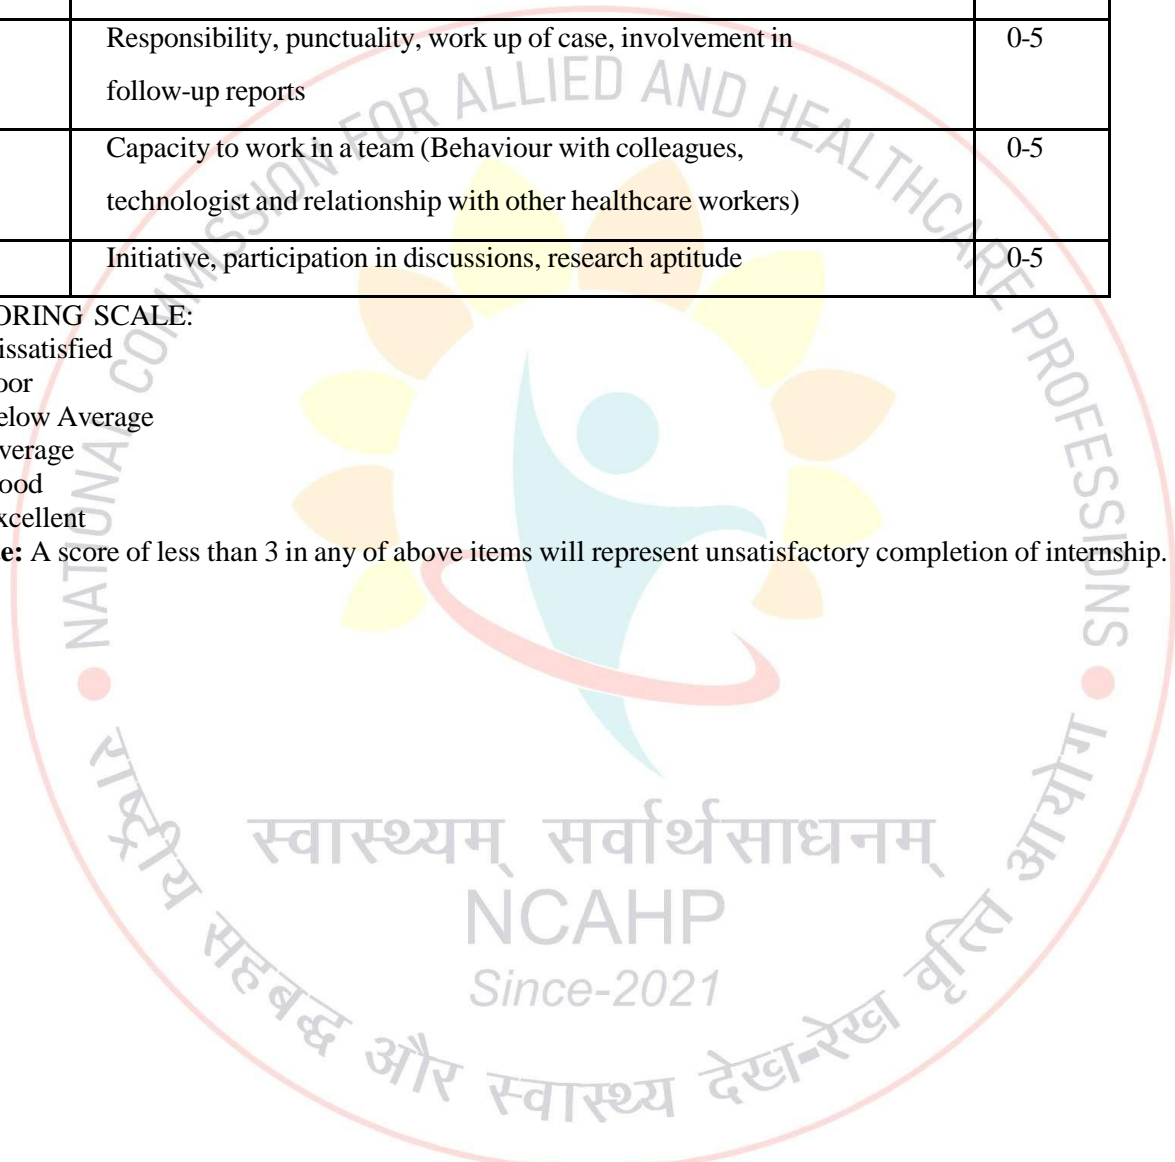 Responsibility, punctuality, work up of case, involvement in 0-5
follow-up reports
Capacity to work in a team (Behaviour with colleagues, 0-5
technologist and relationship with other healthcare workers)
Initiative, participation in discussions, research aptitude 0-5
ORING SCALE:
issatisfied
oor
elow Average
verage
ood
xcellent
e: A score of less than 3 in any of above items will represent unsatisfactory completion of internship.
NATIONAL COMMISSION FOR ALLIED AND HEALTHCARE PROFESSIONS
स्वास्थ्यम् सर्वार्थसाधनम्
NCAHP
Since-2021
राष्ट्रीय सहबद्ध और स्वास्थ्य देख-रेख वृत्ति आयोग